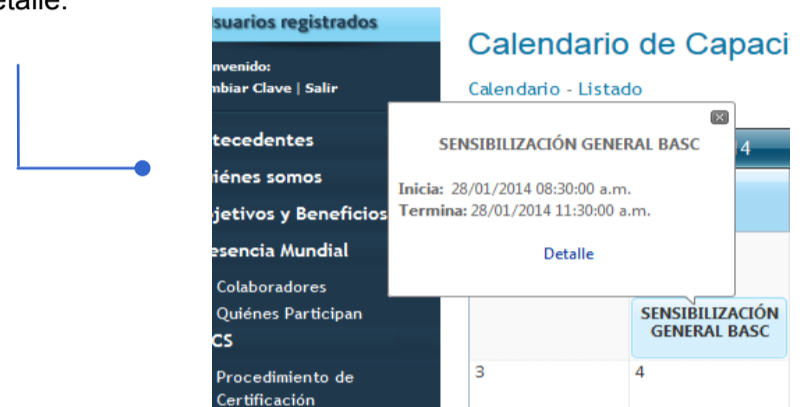 etalle.
suarios registrados
nvenido:
mbiar Clave | Salir
tecedentes
iénes somos
jetivos y Beneficios
esencia Mundial
Colaboradores
Quiénes Participan
CS
Procedimiento de
Certificación
Calendario de Capaci
Calendario - Listado
14
SENSIBILIZACIÓN GENERAL BASC
Inicia: 28/01/2014 08:30:00 a.m.
Termina: 28/01/2014 11:30:00 a.m.
Detalle
SENSIBILIZACIÓN
GENERAL BASC
3
4